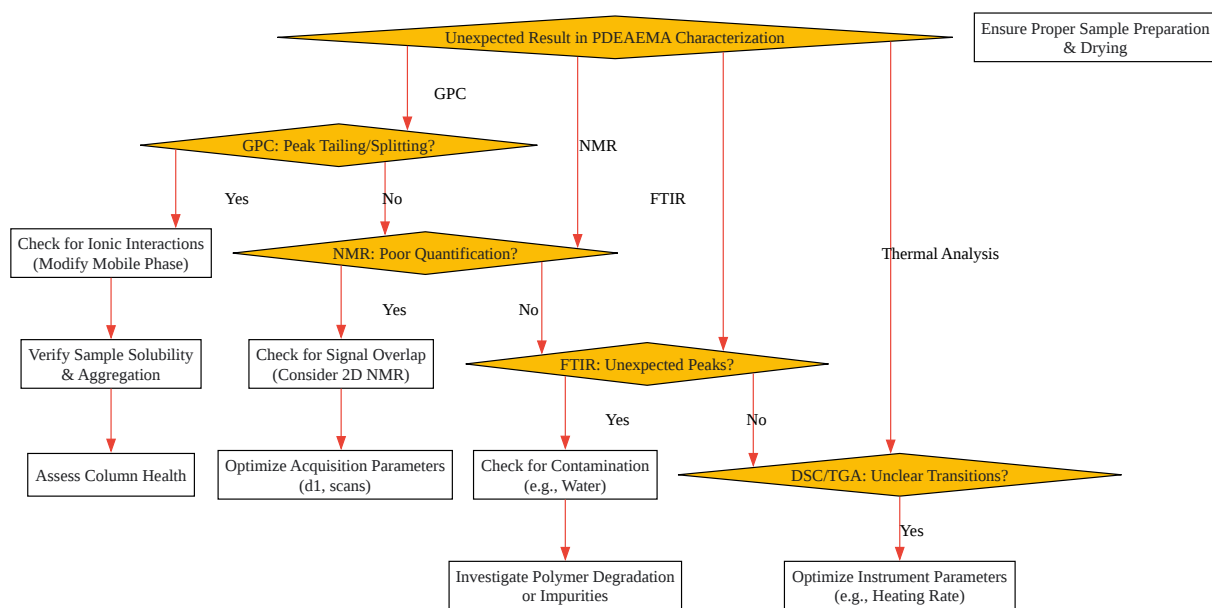 Unexpected Result in PDEAEMA Characterization
Ensure Proper Sample Preparation
& Drying
GPC
GPC: Peak Tailing/Splitting?
NMR
Yes
No
FTIR
Check for Ionic Interactions
(Modify Mobile Phase)
NMR: Poor Quantification?
Thermal Analysis
Yes
No
Verify Sample Solubility
& Aggregation
Check for Signal Overlap
(Consider 2D NMR)
FTIR: Unexpected Peaks?
Yes
No
Assess Column Health
Optimize Acquisition Parameters
(d1, scans)
Check for Contamination
(e.g., Water)
DSC/TGA: Unclear Transitions?
Yes
Investigate Polymer Degradation
or Impurities
Optimize Instrument Parameters
(e.g., Heating Rate)